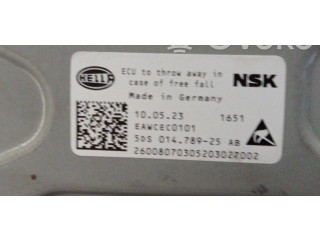 HELLA
ECU to throw away in
case of free fall
NSK
Made in Germany
10.05.23 1651
EAWCEC0101
5DS 014.789-25 AB